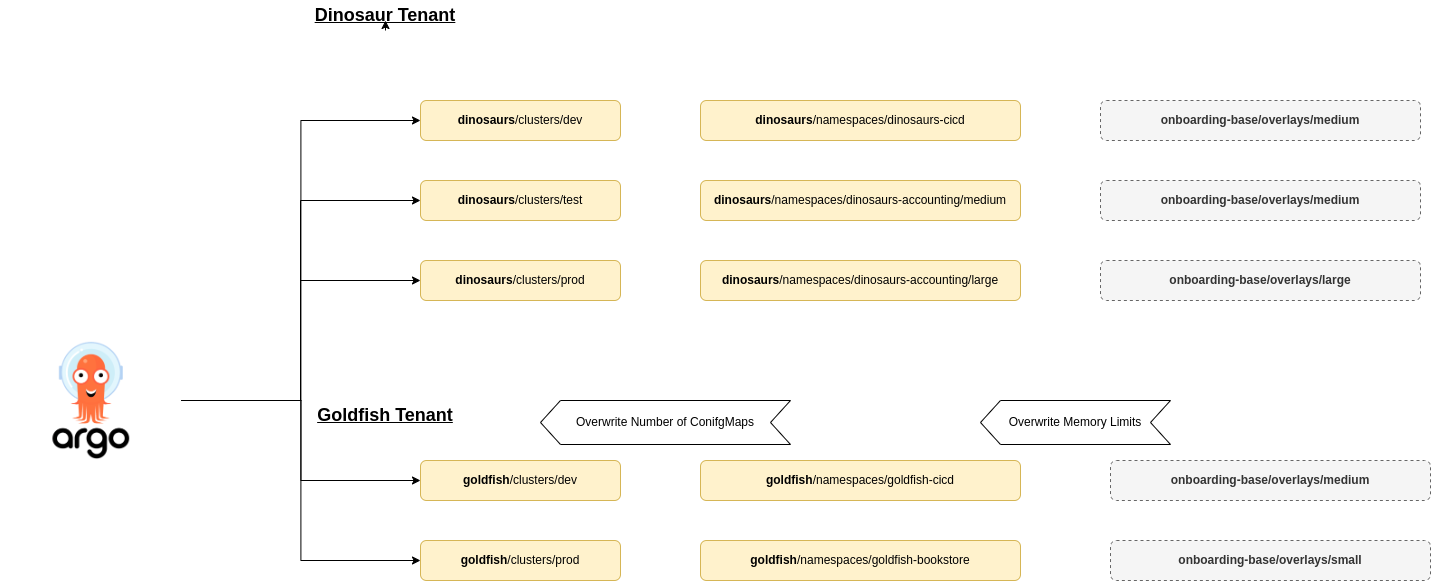 Dinosaur Tenant
dinosaurs/clusters/dev
dinosaurs/namespaces/dinosaurs-cicd
onboarding-base/overlays/medium
dinosaurs/clusters/test
dinosaurs/namespaces/dinosaurs-accounting/medium
onboarding-base/overlays/medium
dinosaurs/clusters/prod
dinosaurs/namespaces/dinosaurs-accounting/large
onboarding-base/overlays/large
argo
Goldfish Tenant
Overwrite Number of ConifgMaps
Overwrite Memory Limits
goldfish/clusters/dev
goldfish/namespaces/goldfish-cicd
onboarding-base/overlays/medium
goldfish/clusters/prod
goldfish/namespaces/goldfish-bookstore
onboarding-base/overlays/small